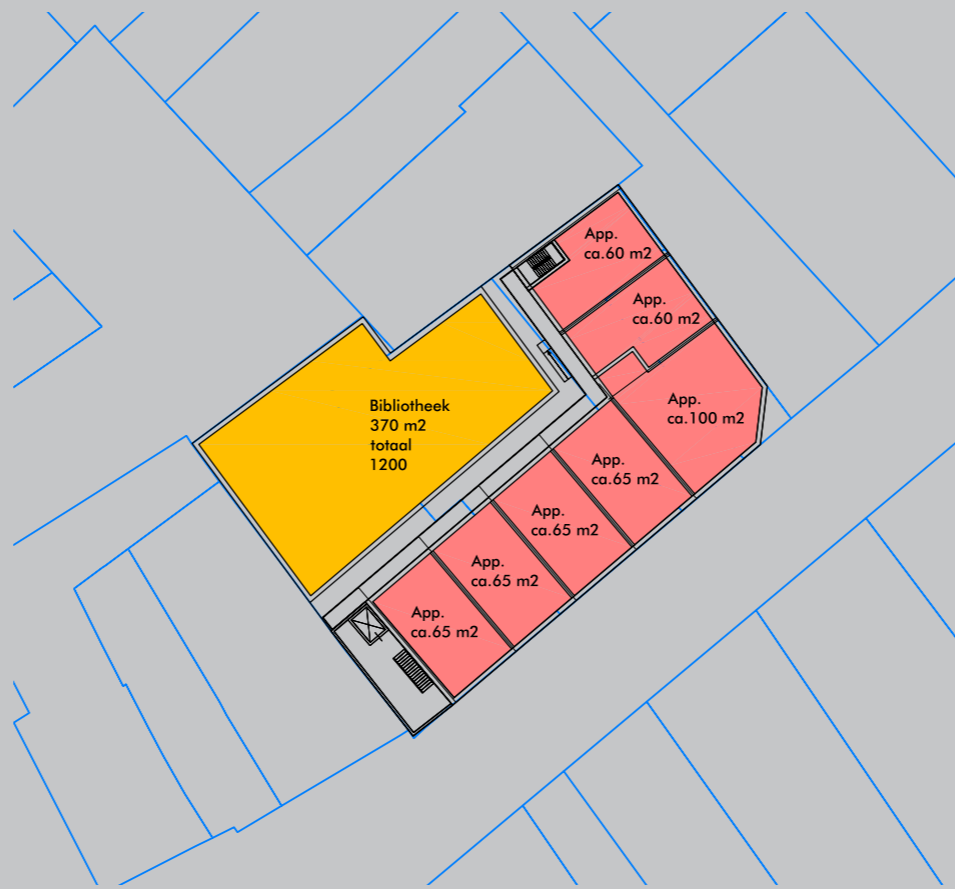 App.
ca.60 m2
App.
ca.60 m2
App.
ca.100 m2
Bibliotheek
370 m2
totaal
1200
App.
ca.65 m2
App.
ca.65 m2
App.
ca.65 m2
App.
ca.65 m2